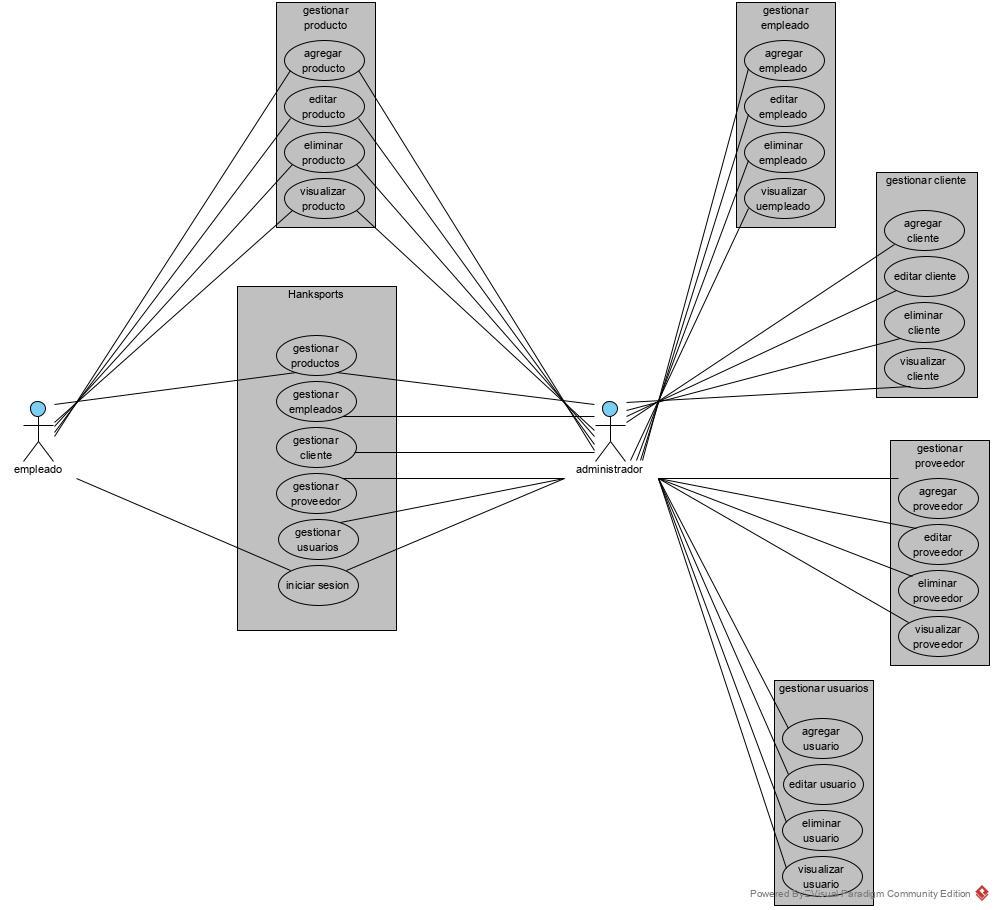 gestionar
producto
agregar
producto
editar
producto
eliminar
producto
visualizar
producto
gestionar
empleado
agregar
empleado
editar
empleado
eliminar
empleado
visualizar
uempleado
gestionar cliente
agregar
cliente
editar cliente
eliminar
cliente
visualizar
cliente
Hanksports
gestionar
productos
gestionar
empleados
gestionar
cliente
gestionar
proveedor
gestionar
usuarios
iniciar sesion
empleado
administrador
gestionar
proveedor
agregar
proveedor
editar
proveedor
eliminar
proveedor
visualizar
proveedor
gestionar usuarios
agregar
usuario
editar usuario
eliminar
usuario
visualizar
usuario
Powered By Visual Paradigm Community Edition